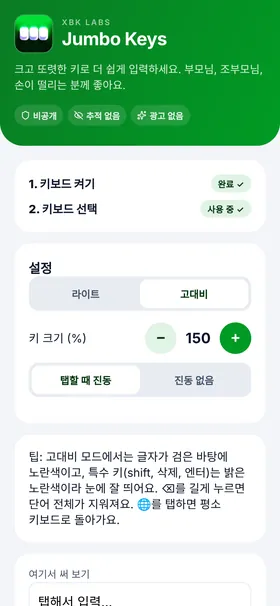 XBK LABS
Jumbo Keys
크고 또렷한 키로 더 쉽게 입력하세요. 부모님, 조부모님,
손이 떨리는 분께 좋아요.
비공개
추적 없음
광고 없음
1. 키보드 켜기
완료 ✓
2. 키보드 선택
사용 중 ✓
설정
라이트
고대비
키 크기 (%)
− 150 +
탭할 때 진동
진동 없음
팁: 고대비 모드에서는 글자가 검은 바탕에
노란색이고, 특수 키(shift, 삭제, 엔터)는 밝은
노란색이라 눈에 잘 띄어요. ⌫를 길게 누르면
단어 전체가 지워져요. 🌐를 탭하면 평소
키보드로 돌아가요.
여기서 써 보기
탭해서 입력...